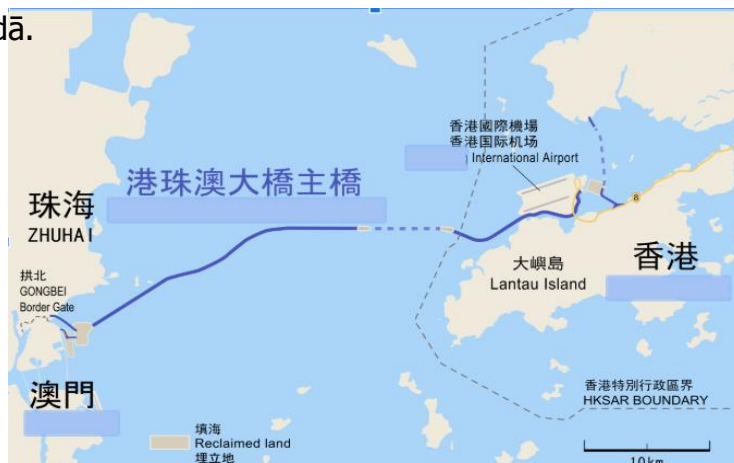 dā.
香港國際機場
香港国际机场
International Airport
港珠澳大橋主橋
珠海
ZHUHAI
拱北
GONGBEI
Border Gate
大嶼島
Lantau Island
香港
8
澳門
香港特別行政區界
HKSAR BOUNDARY
填海
Reclaimed land
埋立地
10km